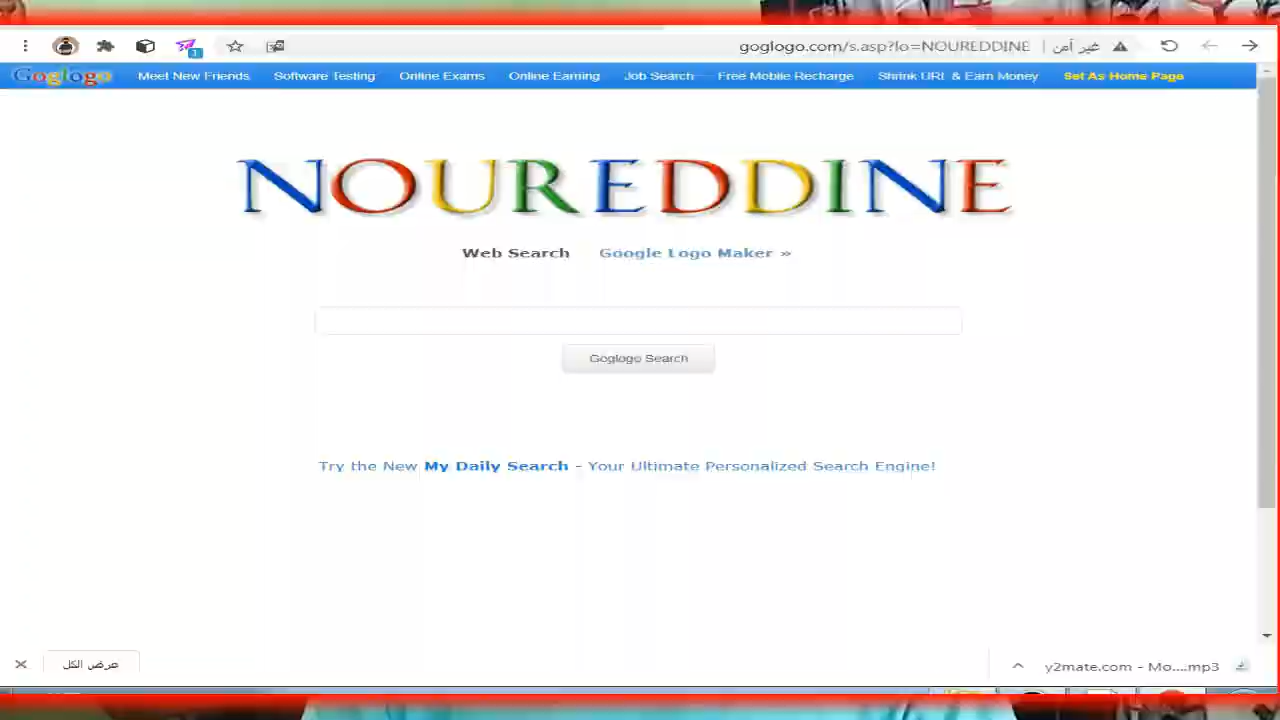 goglogo.com/s.asp?lo=NOUREDDINE | غير آمن
Goglogo Meet New Friends. Software Testing Online Exams Online Earning Job Search Free Mobile Recharge Shrink URL & Earn Money Set As Home Page
NOUREDDINE
Web Search Google Logo Maker »
Goglogo Search
Try the New My Daily Search - Your Ultimate Personalized Search Engine!
عرض الكل y2mate.com - Mo....mp3